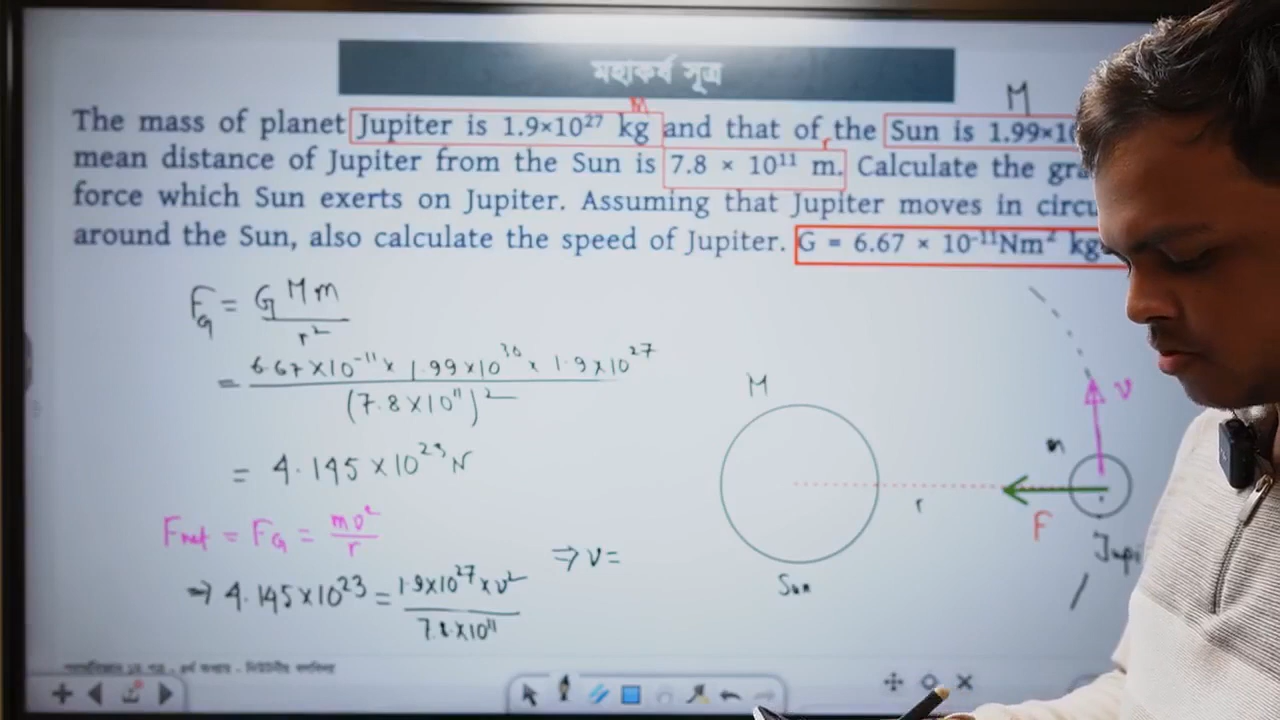 মহাকর্ষ সূত্র
M
m
The mass of planet Jupiter is 1.9×10²⁷ kg and that of the Sun is 1.99×10
r
mean distance of Jupiter from the Sun is 7.8 × 10¹¹ m. Calculate the gra
force which Sun exerts on Jupiter. Assuming that Jupiter moves in circu
around the Sun, also calculate the speed of Jupiter. G = 6.67 × 10⁻¹¹Nm² kg
F_G = G M m / r²
= 6.67 × 10⁻¹¹ × 1.99 × 10³⁰ × 1.9 × 10²⁷ / (7.8 × 10¹¹)²
= 4.145 × 10²³ N
F_net = F_G = mv² / r
⇒ 4.145 × 10²³ = 1.9 × 10²⁷ × v² / 7.8 × 10¹¹
⇒ v =
M
v
m
r
F
Sun
Jupi